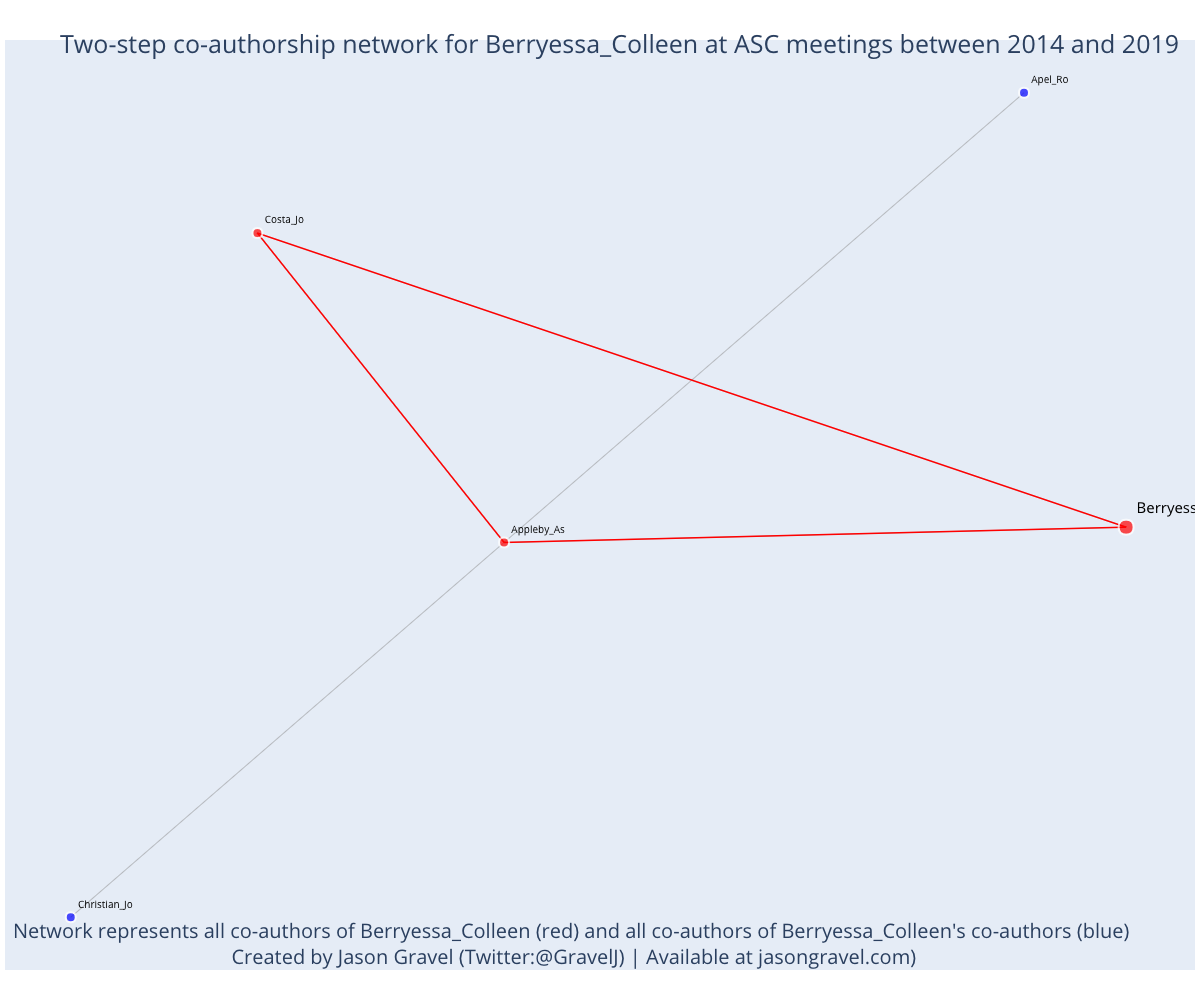 Two-step co-authorship network for Berryessa_Colleen at ASC meetings between 2014 and 2019
Apel_Ro
Costa_Jo
Berryess
Appleby_As
Christian_Jo
Network represents all co-authors of Berryessa_Colleen (red) and all co-authors of Berryessa_Colleen's co-authors (blue)
Created by Jason Gravel (Twitter:@GravelJ) | Available at jasongravel.com)